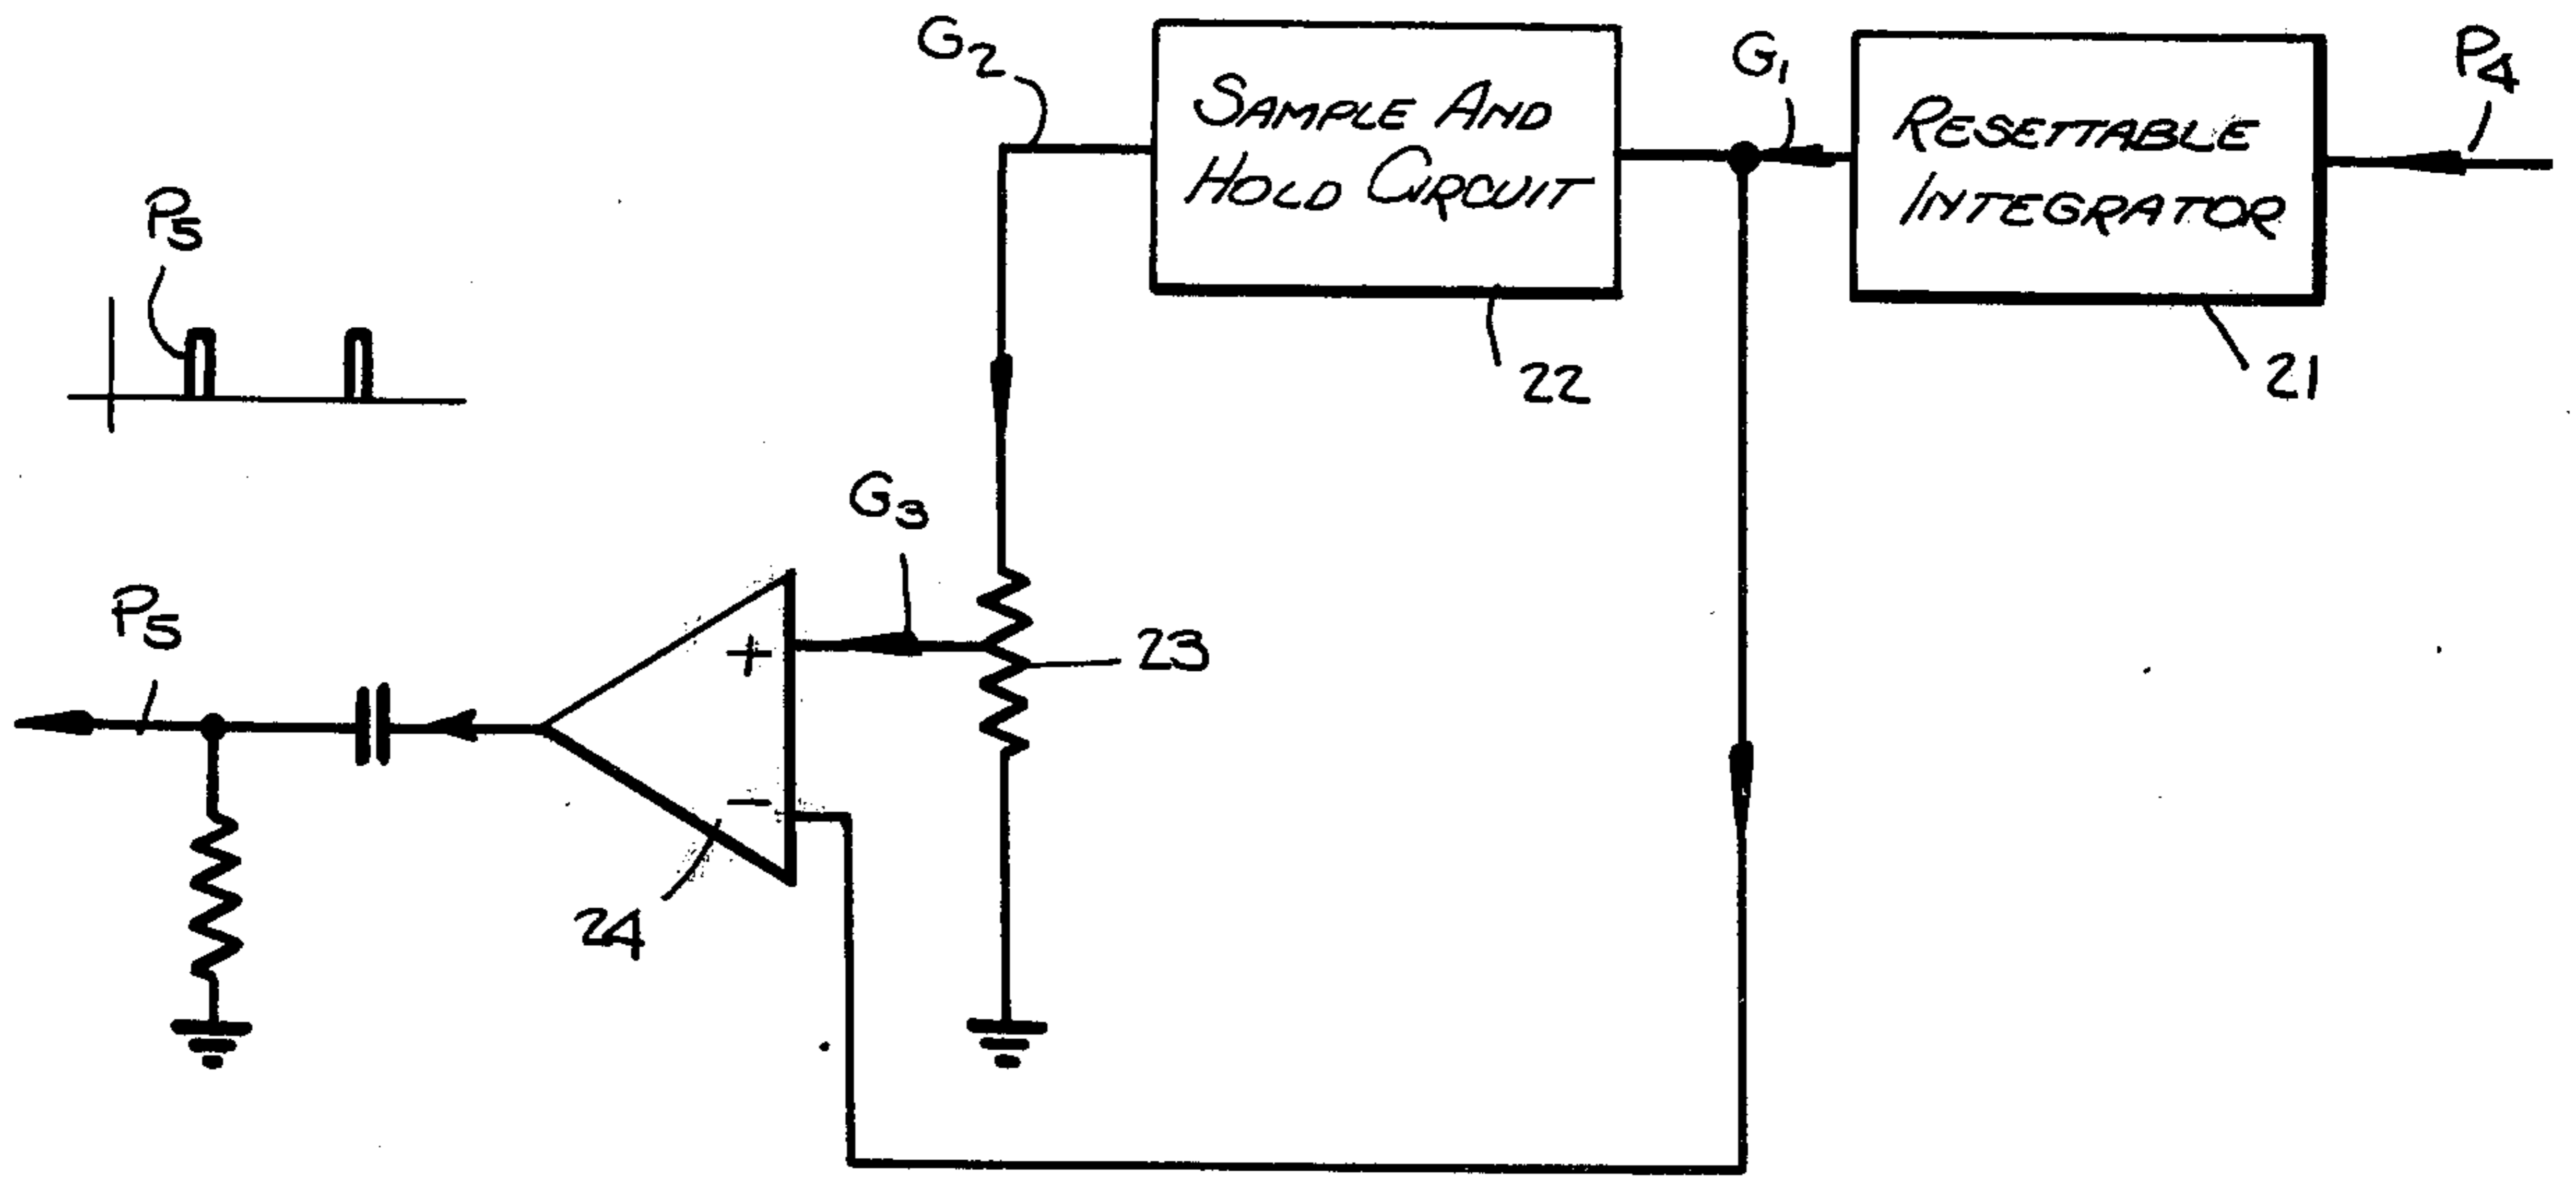 G2
SAMPLE AND
HOLD CIRCUIT
22
G1
RESETTABLE
INTEGRATOR
21
P4
P5
G3
23
+
−
24
P5